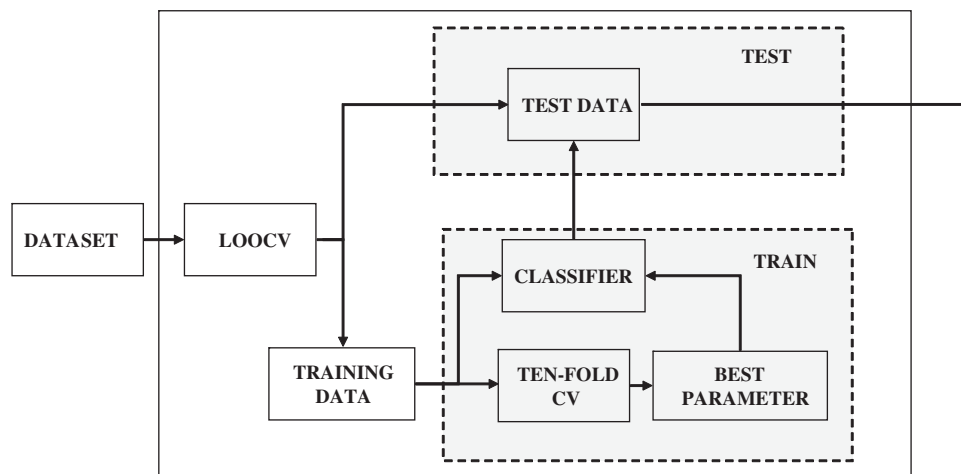 TEST
TEST DATA
DATASET
LOOCV
CLASSIFIER
TRAIN
TRAINING
DATA
TEN-FOLD
CV
BEST
PARAMETER